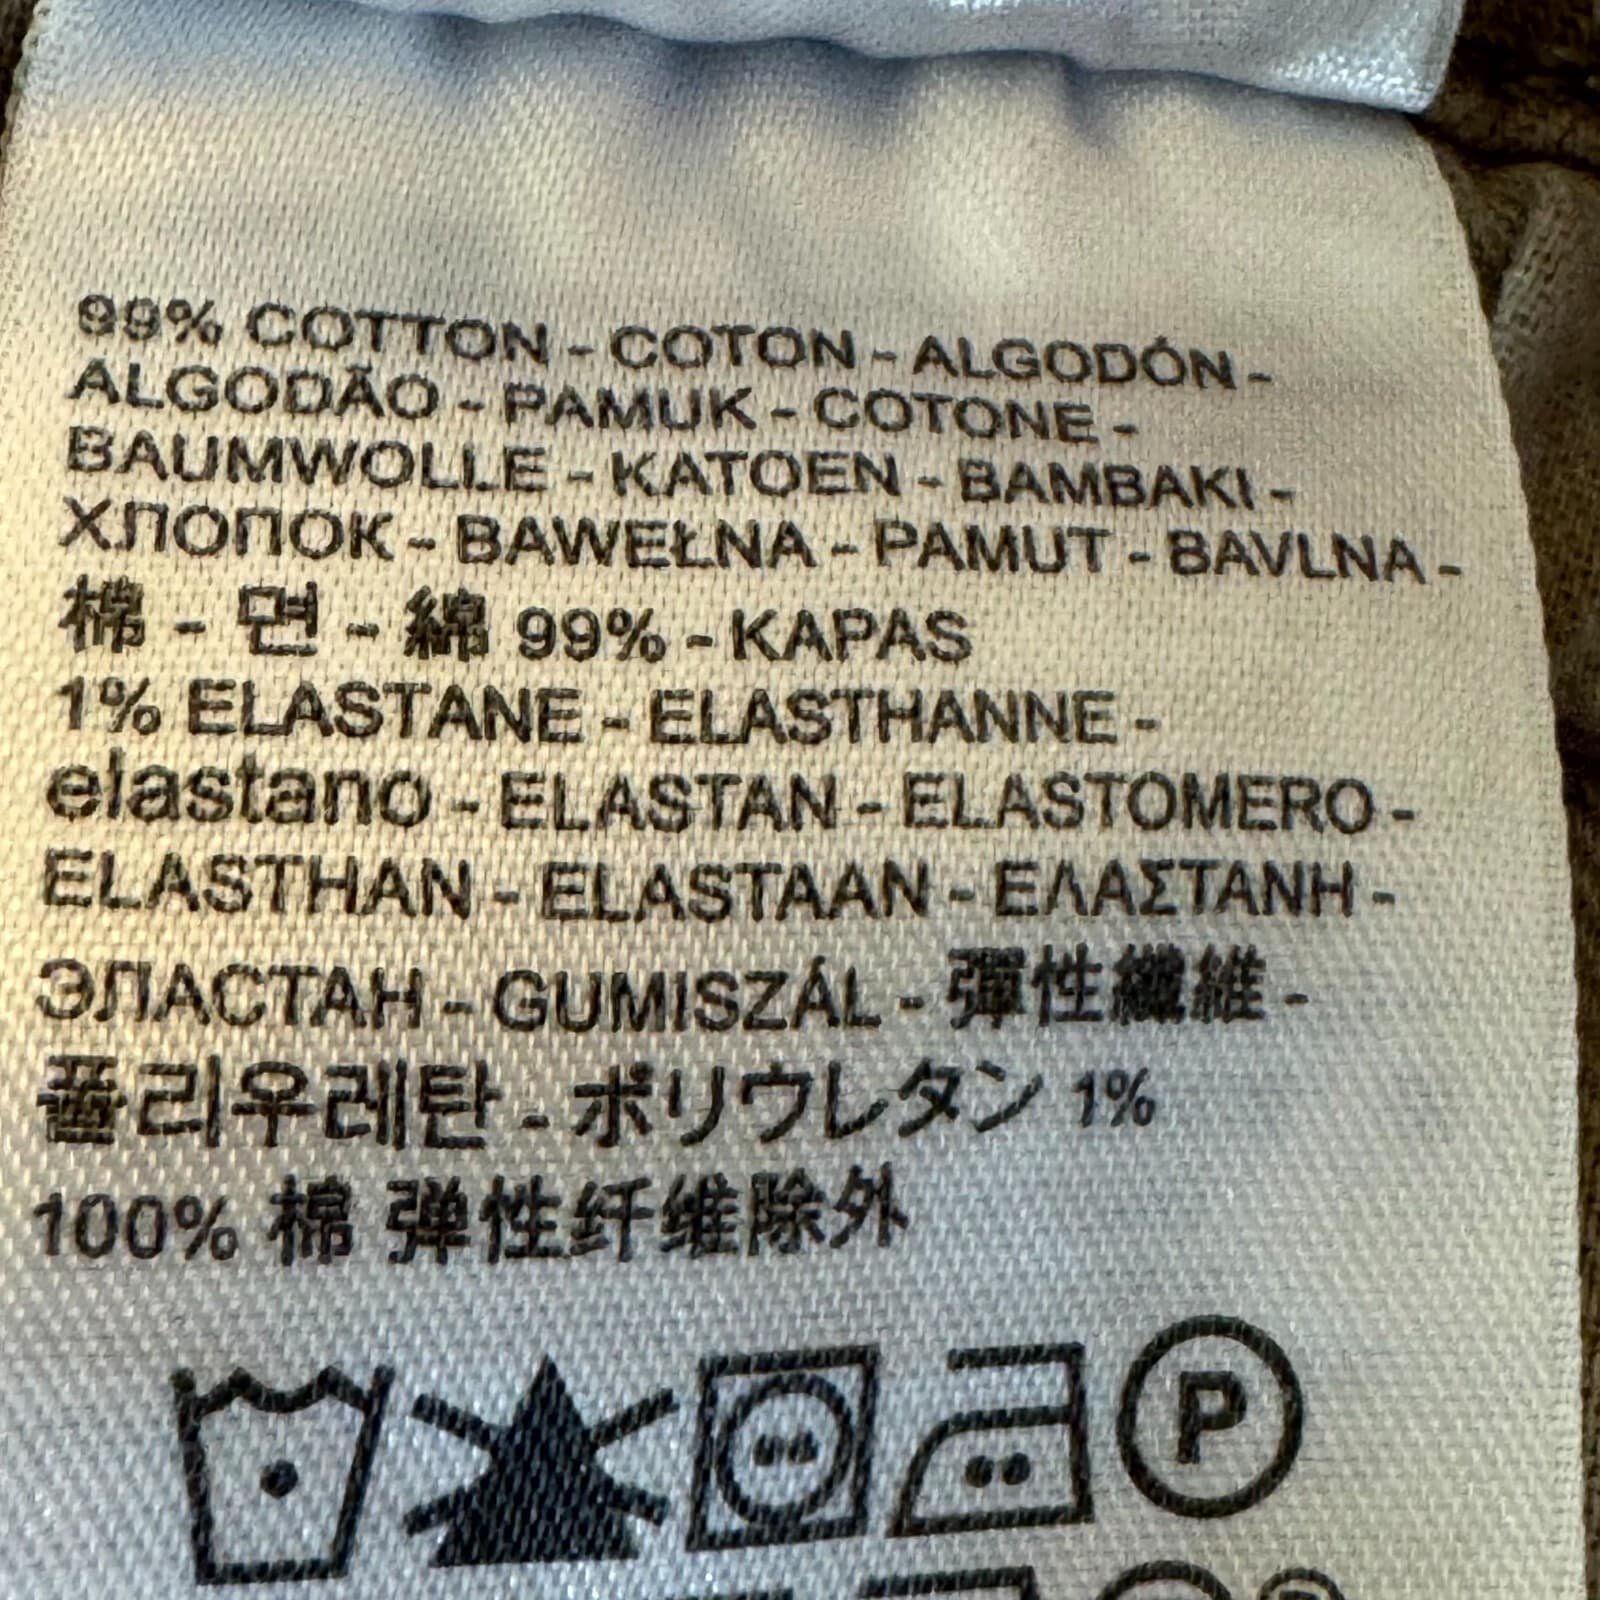 99% COTTON - COTON - ALGODÓN -
ALGODÃO - PAMUK - COTONE -
BAUMWOLLE - KATOEN - BAMBAKI -
ХЛОПОК - BAWEŁNA - PAMUT - BAVLNA -
棉 - 면 - 綿 99% - KAPAS
1% ELASTANE - ELASTHANNE -
elastano - ELASTAN - ELASTOMERO -
ELASTHAN - ELASTAAN - ΕΛΑΣΤΑΝΗ -
ЭЛАСТАН - GUMISZÁL - 彈性纖維 -
폴리우레탄 - ポリウレタン 1%
100% 棉 弹性纤维除外
P